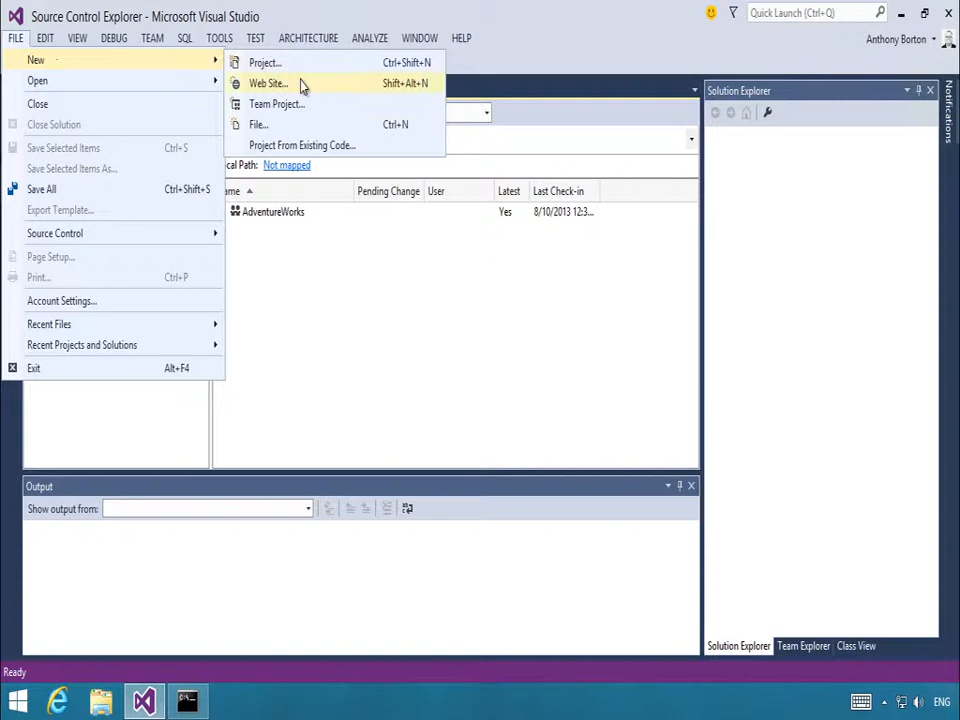 Source Control Explorer - Microsoft Visual Studio
Quick Launch (Ctrl+Q)
FILE EDIT VIEW DEBUG TEAM SQL TOOLS TEST ARCHITECTURE ANALYZE WINDOW HELP
Anthony Borton
New
Open
Close
Close Solution
Save Selected Items Ctrl+S
Save Selected Items As...
Save All Ctrl+Shift+S
Export Template...
Source Control
Page Setup...
Print... Ctrl+P
Account Settings...
Recent Files
Recent Projects and Solutions
Exit Alt+F4
Project... Ctrl+Shift+N
Web Site... Shift+Alt+N
Team Project...
File... Ctrl+N
Project From Existing Code...
Path: Not mapped
Pending Change User Latest Last Check-in
AdventureWorks Yes 8/10/2013 12:3...
Solution Explorer
Notifications
Output
Show output from:
Solution Explorer Team Explorer Class View
Ready
ENG